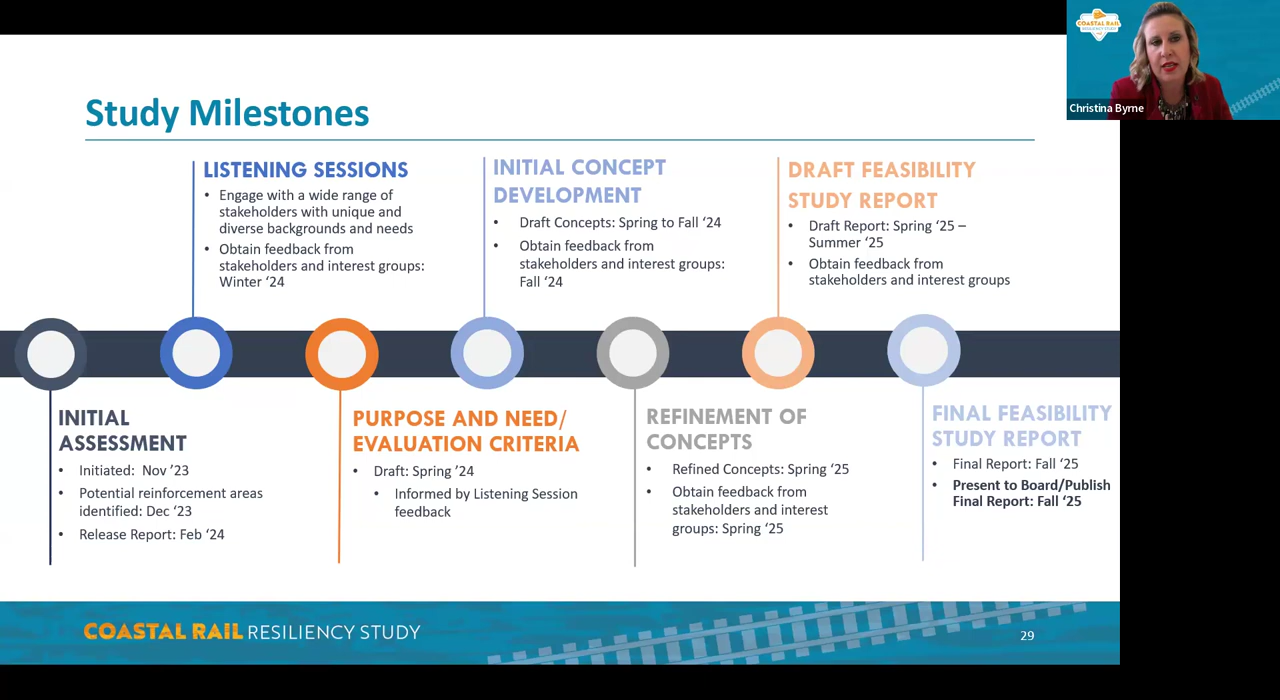 COASTAL RAIL
RESILIENCY STUDY
Christina Byrne
Study Milestones
LISTENING SESSIONS
• Engage with a wide range of
stakeholders with unique and
diverse backgrounds and needs
• Obtain feedback from
stakeholders and interest groups:
Winter ‘24
INITIAL CONCEPT
DEVELOPMENT
• Draft Concepts: Spring to Fall ‘24
• Obtain feedback from
stakeholders and interest groups:
Fall ‘24
DRAFT FEASIBILITY
STUDY REPORT
• Draft Report: Spring ‘25 –
Summer ‘25
• Obtain feedback from
stakeholders and interest groups
INITIAL
ASSESSMENT
• Initiated: Nov ’23
• Potential reinforcement areas
identified: Dec ‘23
• Release Report: Feb ‘24
PURPOSE AND NEED/
EVALUATION CRITERIA
• Draft: Spring ’24
• Informed by Listening Session
feedback
REFINEMENT OF
CONCEPTS
• Refined Concepts: Spring ‘25
• Obtain feedback from
stakeholders and interest
groups: Spring ‘25
FINAL FEASIBILITY
STUDY REPORT
• Final Report: Fall ‘25
• Present to Board/Publish
Final Report: Fall ‘25
COASTAL RAIL RESILIENCY STUDY
29